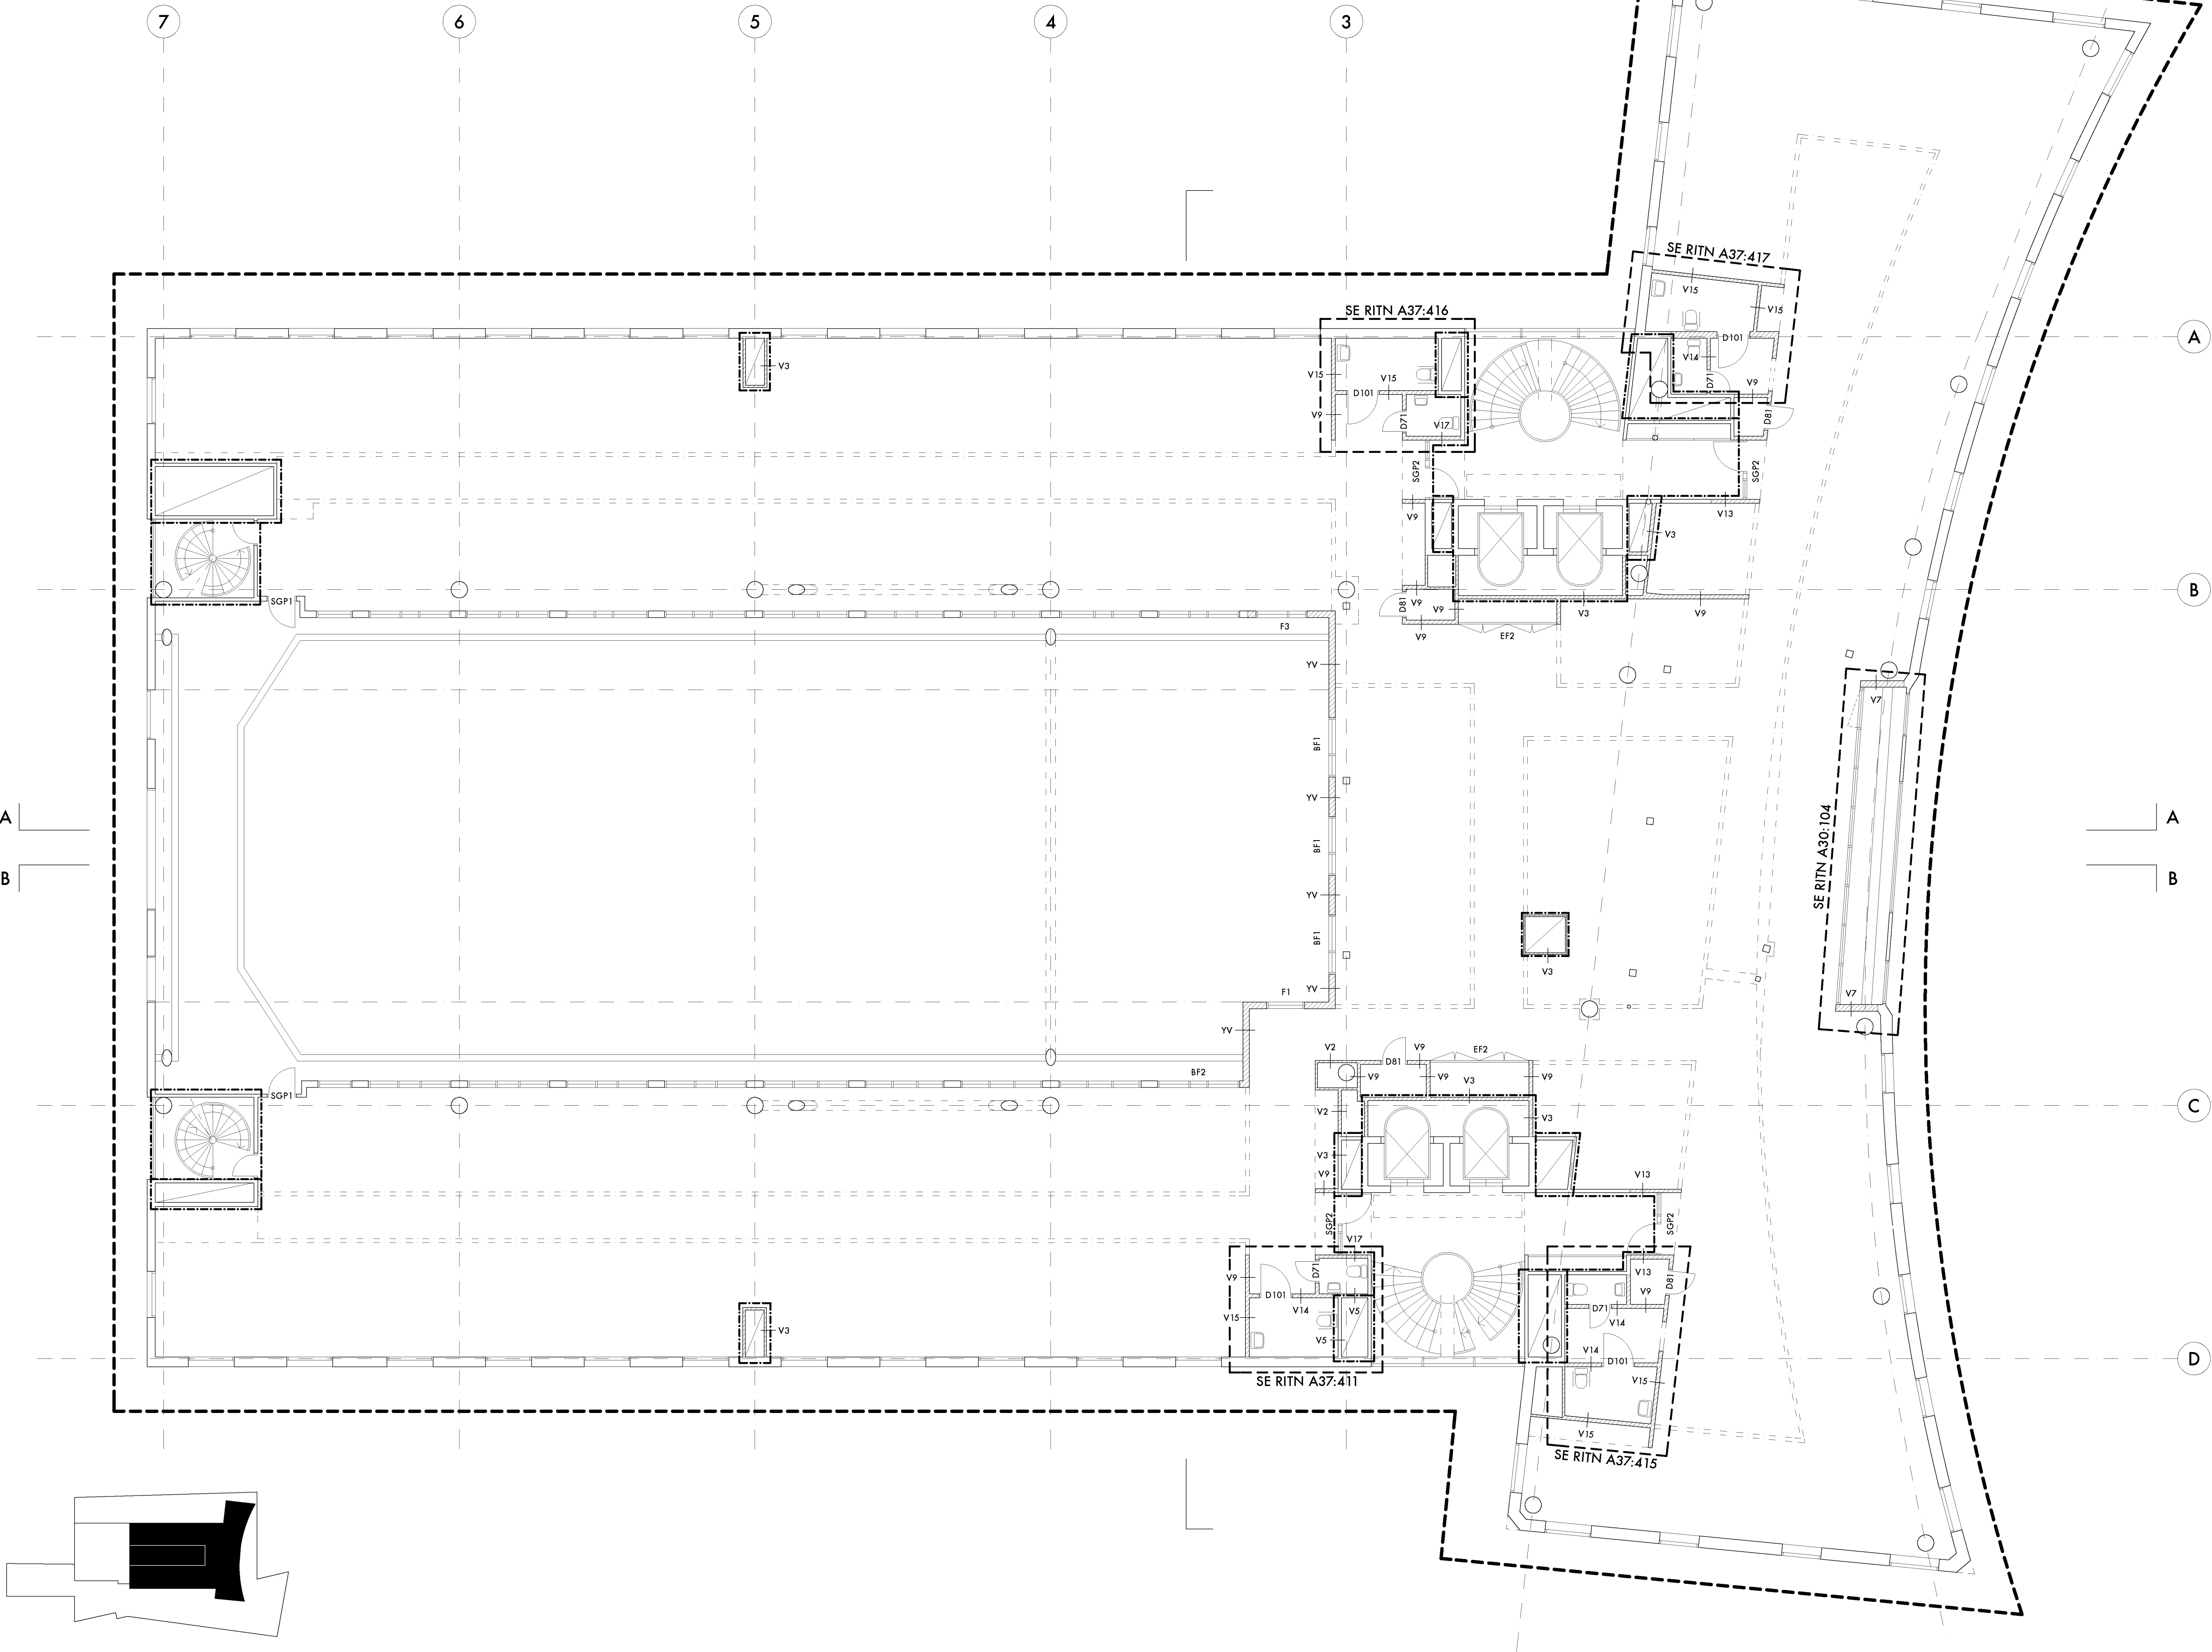 7 6 5 4 3
SE RITN A37:417
V15
V15
SE RITN A37:416
A
D101
V3
V14
V15 V15
D71
V9
D101
V9
D71
V17
D81
SGP2
SGP2
V9
V13
V3
B
SGP1
V9
D81
V9
V3
V9
EF2
F3
YV
V7
BF1
YV
A
A
SE RITN A30:104
BF1
B
B
YV
BF1
V3
YV
F1
V7
YV
V2
D81
V9
EF2
BF2
V9
V9
V9
V3
SGP1
C
V2
V3
V3
V9
V13
SGP2
SGP2
V17
V13
D71
V9
D81
D101
V14
V5
V9
D71
V14
V15
V3
V5
V14
D101
D
SE RITN A37:411
V15
V15
SE RITN A37:415